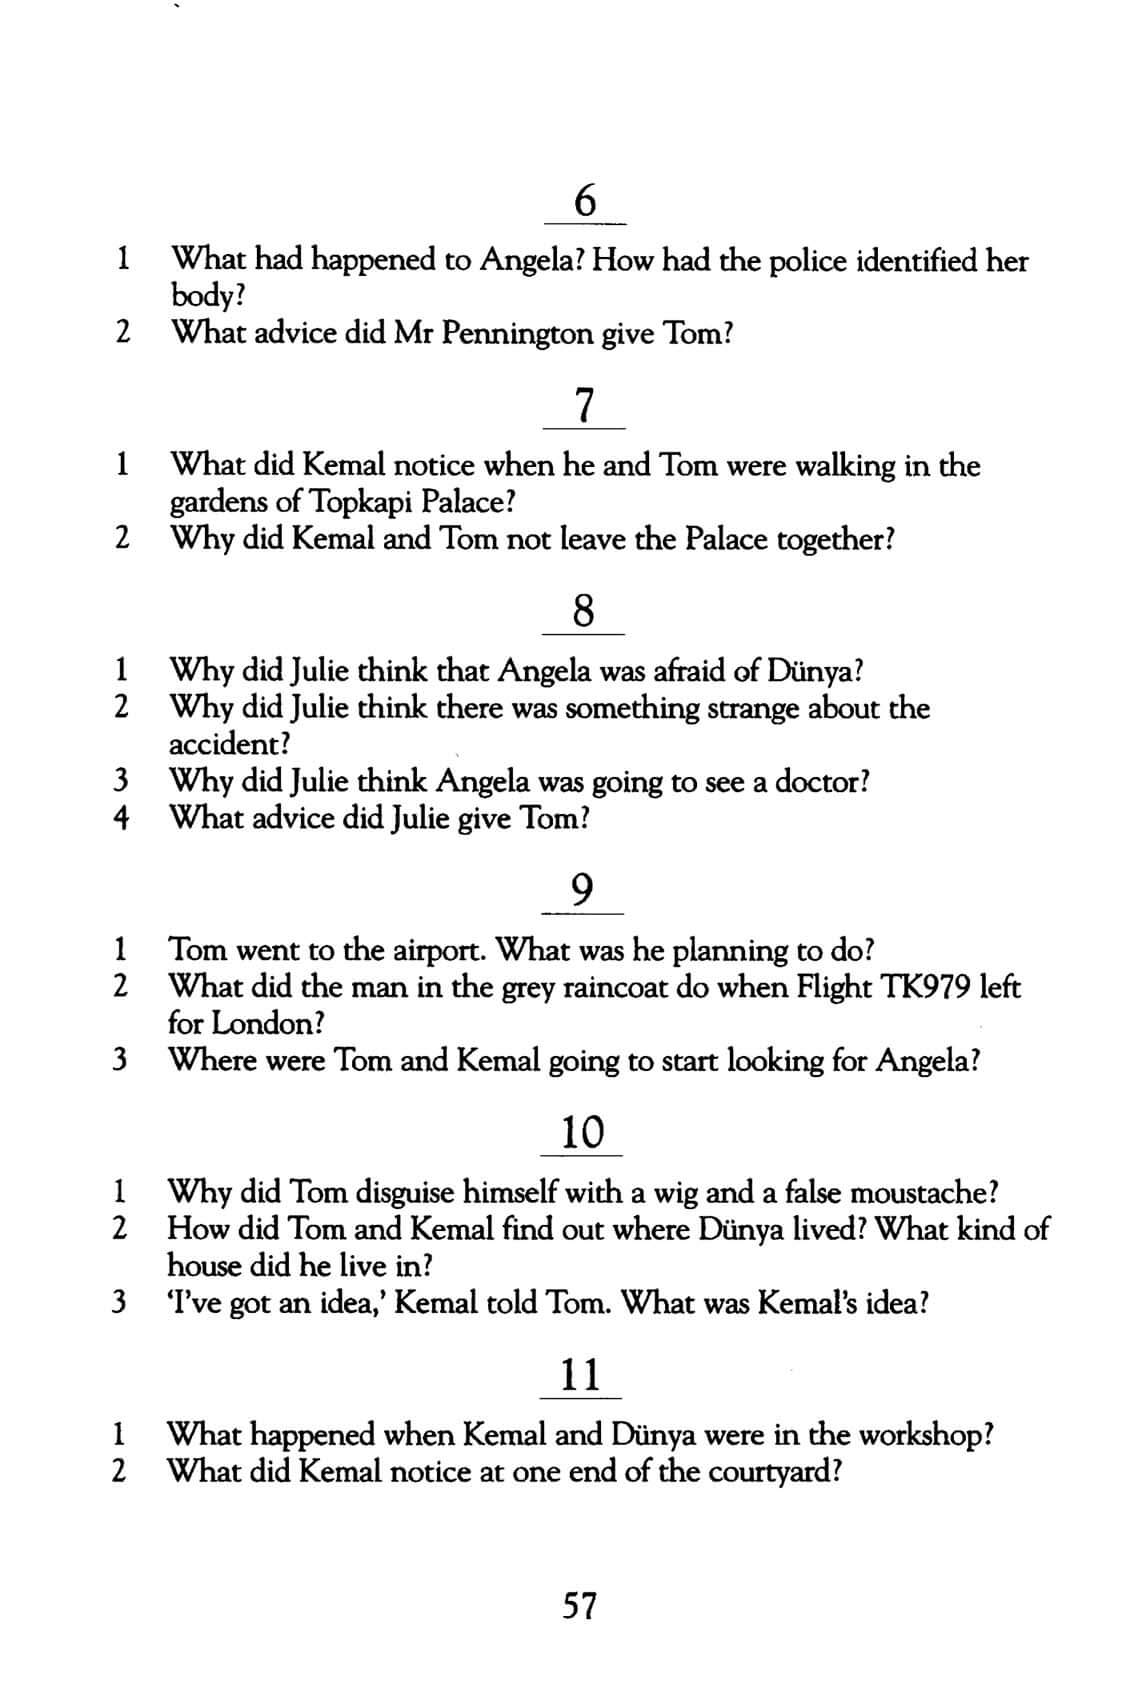 6
1 What had happened to Angela? How had the police identified her
body?
2 What advice did Mr Pennington give Tom?
7
1 What did Kemal notice when he and Tom were walking in the
gardens of Topkapi Palace?
2 Why did Kemal and Tom not leave the Palace together?
8
1 Why did Julie think that Angela was afraid of Dünya?
2 Why did Julie think there was something strange about the
accident?
3 Why did Julie think Angela was going to see a doctor?
4 What advice did Julie give Tom?
9
1 Tom went to the airport. What was he planning to do?
2 What did the man in the grey raincoat do when Flight TK979 left
for London?
3 Where were Tom and Kemal going to start looking for Angela?
10
1 Why did Tom disguise himself with a wig and a false moustache?
2 How did Tom and Kemal find out where Dünya lived? What kind of
house did he live in?
3 ‘I’ve got an idea,’ Kemal told Tom. What was Kemal’s idea?
11
1 What happened when Kemal and Dünya were in the workshop?
2 What did Kemal notice at one end of the courtyard?
57